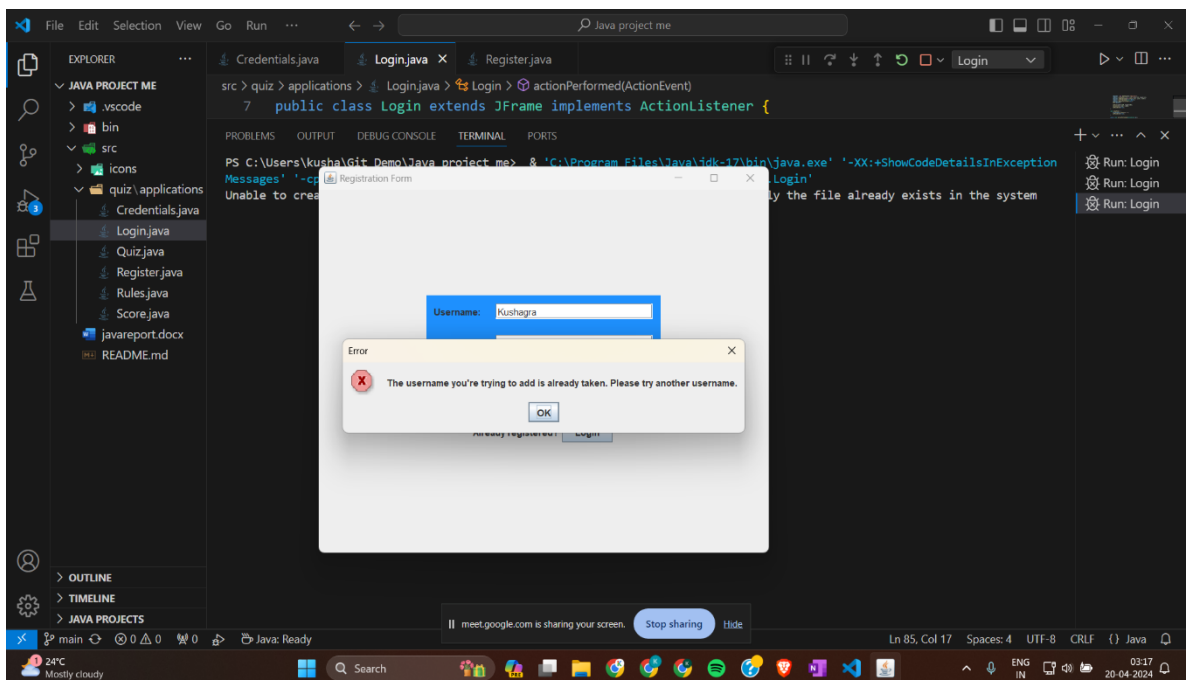 File Edit Selection View Go Run ···
Java project me
EXPLORER ···
JAVA PROJECT ME
.vscode
bin
src
icons
quiz\applications
Credentials.java
Login.java
Quiz.java
Register.java
Rules.java
Score.java
javareport.docx
README.md
OUTLINE
TIMELINE
JAVA PROJECTS
3
Credentials.java Login.java Register.java
Login
src > quiz > applications > Login.java > Login > actionPerformed(ActionEvent)
7 public class Login extends JFrame implements ActionListener {
PROBLEMS OUTPUT DEBUG CONSOLE TERMINAL PORTS
PS C:\Users\kusha\Git Demo\Java project me> & 'C:\Program Files\Java\jdk-17\bin\java.exe' '-XX:+ShowCodeDetailsInException
Messages' '-cp Login'
Unable to crea ly the file already exists in the system
Run: Login
Run: Login
Run: Login
Registration Form
Username: Kushagra
Error
The username you're trying to add is already taken. Please try another username.
OK
Already registered? Login
meet.google.com is sharing your screen. Stop sharing Hide
main 0 0 0 Java: Ready
Ln 85, Col 17 Spaces: 4 UTF-8 CRLF {} Java
1
24°C
Mostly cloudy
Search
PRE
ENG
IN
03:17
20-04-2024